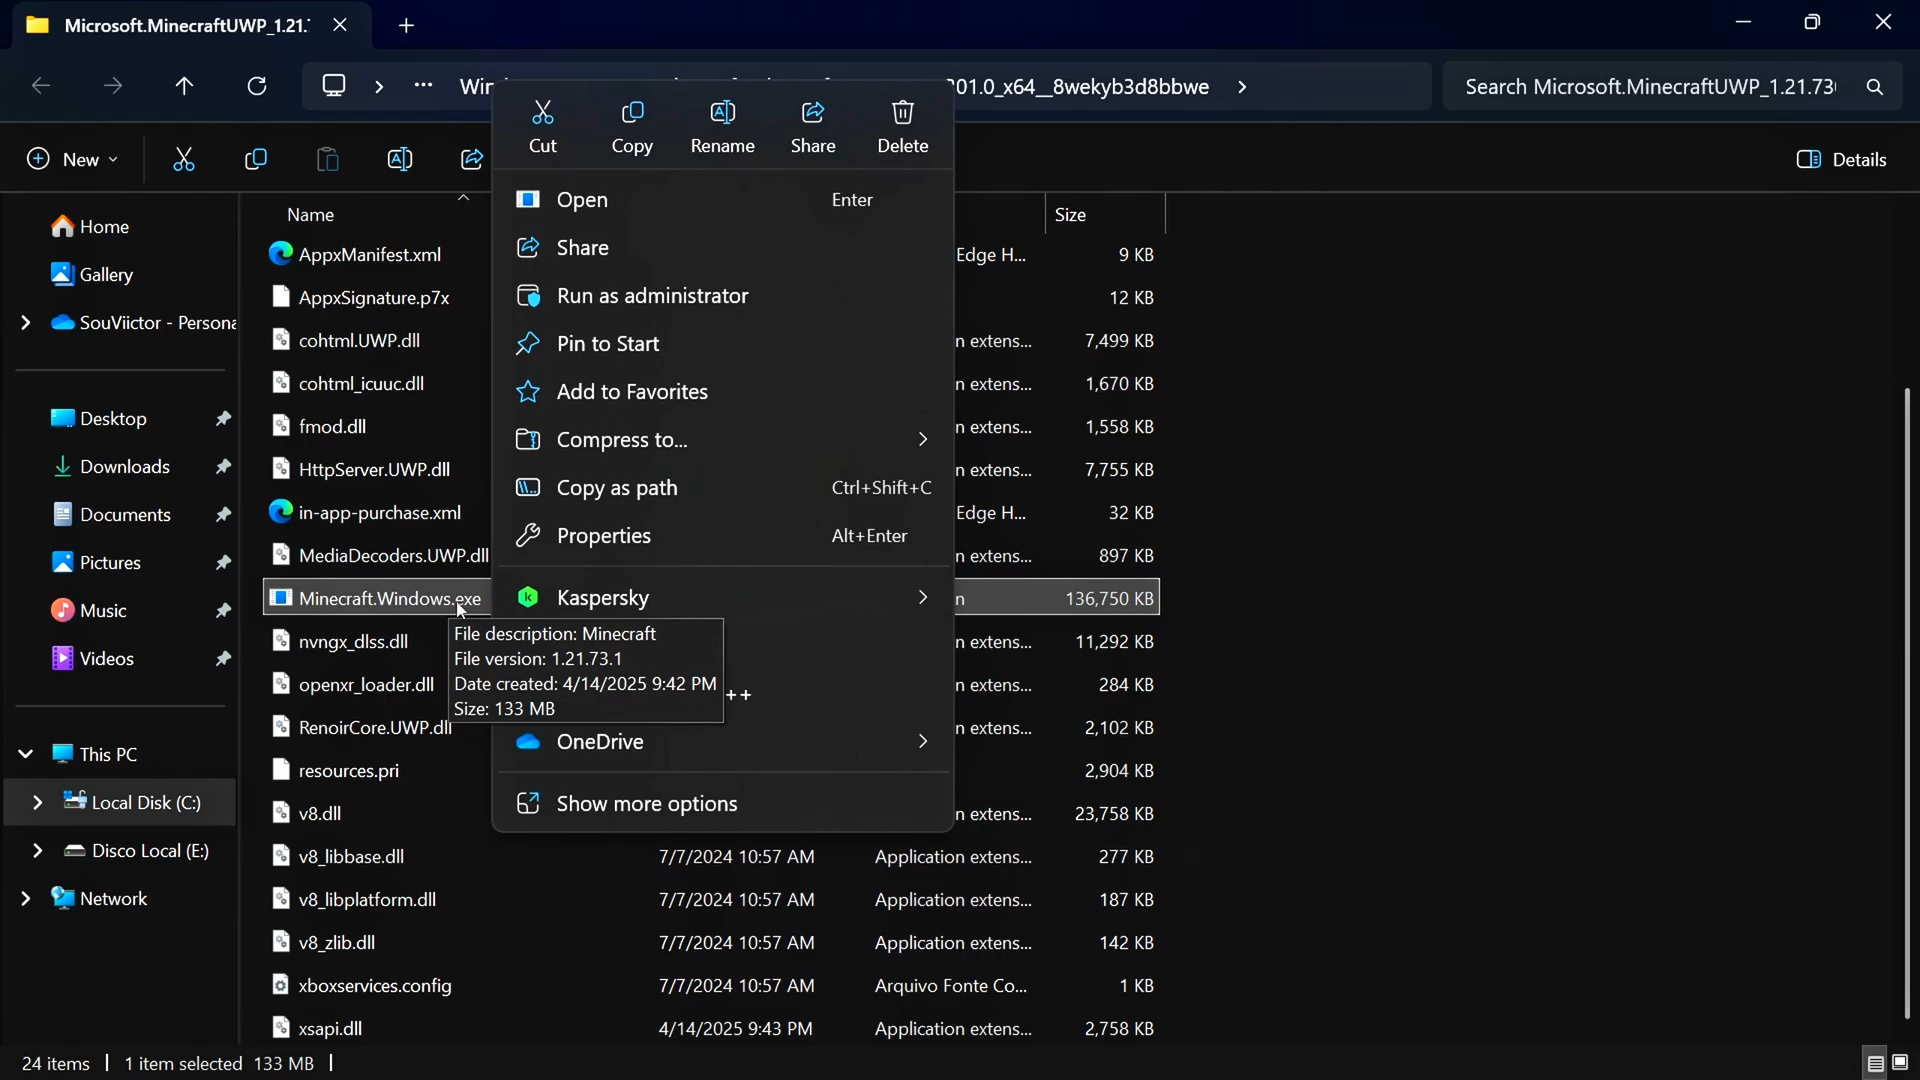 Microsoft.MinecraftUWP_1.21.
01.0_x64__8wekyb3d8bbwe
Search Microsoft.MinecraftUWP_1.21.73
New
Cut
Copy
Rename
Share
Delete
Details
Home
Gallery
SouViictor - Persona
Desktop
Downloads
Documents
Pictures
Music
Videos
This PC
Local Disk (C:)
Disco Local (E:)
Network
Name
Size
AppxManifest.xml Edge H... 9 KB
AppxSignature.p7x 12 KB
cohtml.UWP.dll n extens... 7,499 KB
cohtml_icuuc.dll n extens... 1,670 KB
fmod.dll n extens... 1,558 KB
HttpServer.UWP.dll n extens... 7,755 KB
in-app-purchase.xml Edge H... 32 KB
MediaDecoders.UWP.dll n extens... 897 KB
Minecraft.Windows.exe n 136,750 KB
nvngx_dlss.dll n extens... 11,292 KB
openxr_loader.dll n extens... 284 KB
RenoirCore.UWP.dll n extens... 2,102 KB
resources.pri 2,904 KB
v8.dll n extens... 23,758 KB
v8_libbase.dll 7/7/2024 10:57 AM Application extens... 277 KB
v8_libplatform.dll 7/7/2024 10:57 AM Application extens... 187 KB
v8_zlib.dll 7/7/2024 10:57 AM Application extens... 142 KB
xboxservices.config 7/7/2024 10:57 AM Arquivo Fonte Co... 1 KB
xsapi.dll 4/14/2025 9:43 PM Application extens... 2,758 KB
Open Enter
Share
Run as administrator
Pin to Start
Add to Favorites
Compress to...
Copy as path Ctrl+Shift+C
Properties Alt+Enter
Kaspersky
File description: Minecraft
File version: 1.21.73.1
Date created: 4/14/2025 9:42 PM
Size: 133 MB
++
OneDrive
Show more options
24 items 1 item selected 133 MB